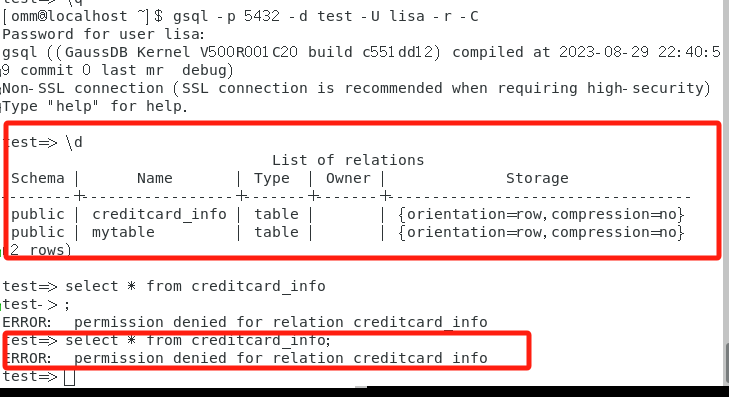 test=> \q
[omm@localhost ~]$ gsql -p 5432 -d test -U lisa -r -C
Password for user lisa:
gsql ((GaussDB Kernel V500R001C20 build c551dd12) compiled at 2023-08-29 22:40:5
9 commit 0 last mr  debug)
Non-SSL connection (SSL connection is recommended when requiring high-security)
Type "help" for help.
test=> \d
List of relations
Schema |      Name       | Type  | Owner |             Storage
--------+-----------------+-------+-------+----------------------------------
public | creditcard_info | table |       | {orientation=row,compression=no}
public | mytable         | table |       | {orientation=row,compression=no}
(2 rows)
test=> select * from creditcard_info
test-> ;
ERROR:  permission denied for relation creditcard_info
test=> select * from creditcard_info;
ERROR:  permission denied for relation creditcard_info
test=>